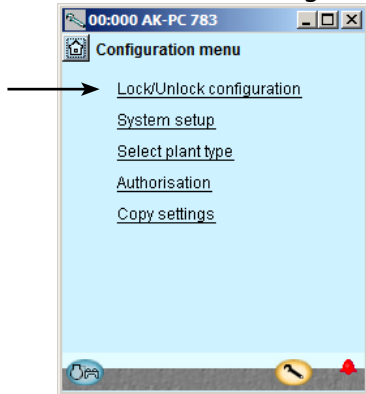 00:000 AK-PC 783
Configuration menu
Lock/Unlock configuration
System setup
Select plant type
Authorisation
Copy settings